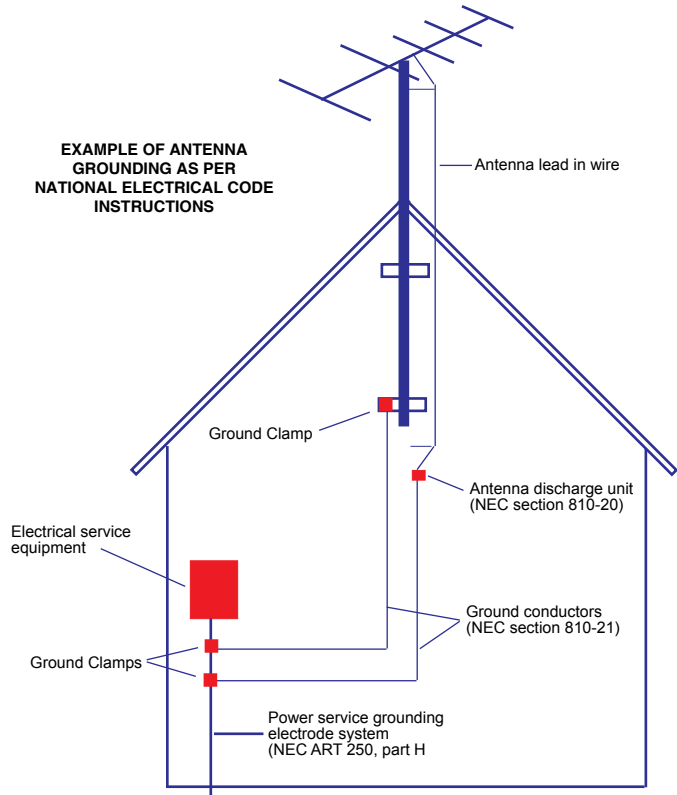 EXAMPLE OF ANTENNA
GROUNDING AS PER
NATIONAL ELECTRICAL CODE
INSTRUCTIONS
Antenna lead in wire
Ground Clamp
Antenna discharge unit
(NEC section 810-20)
Electrical service
equipment
Ground conductors
(NEC section 810-21)
Ground Clamps
Power service grounding
electrode system
(NEC ART 250, part H